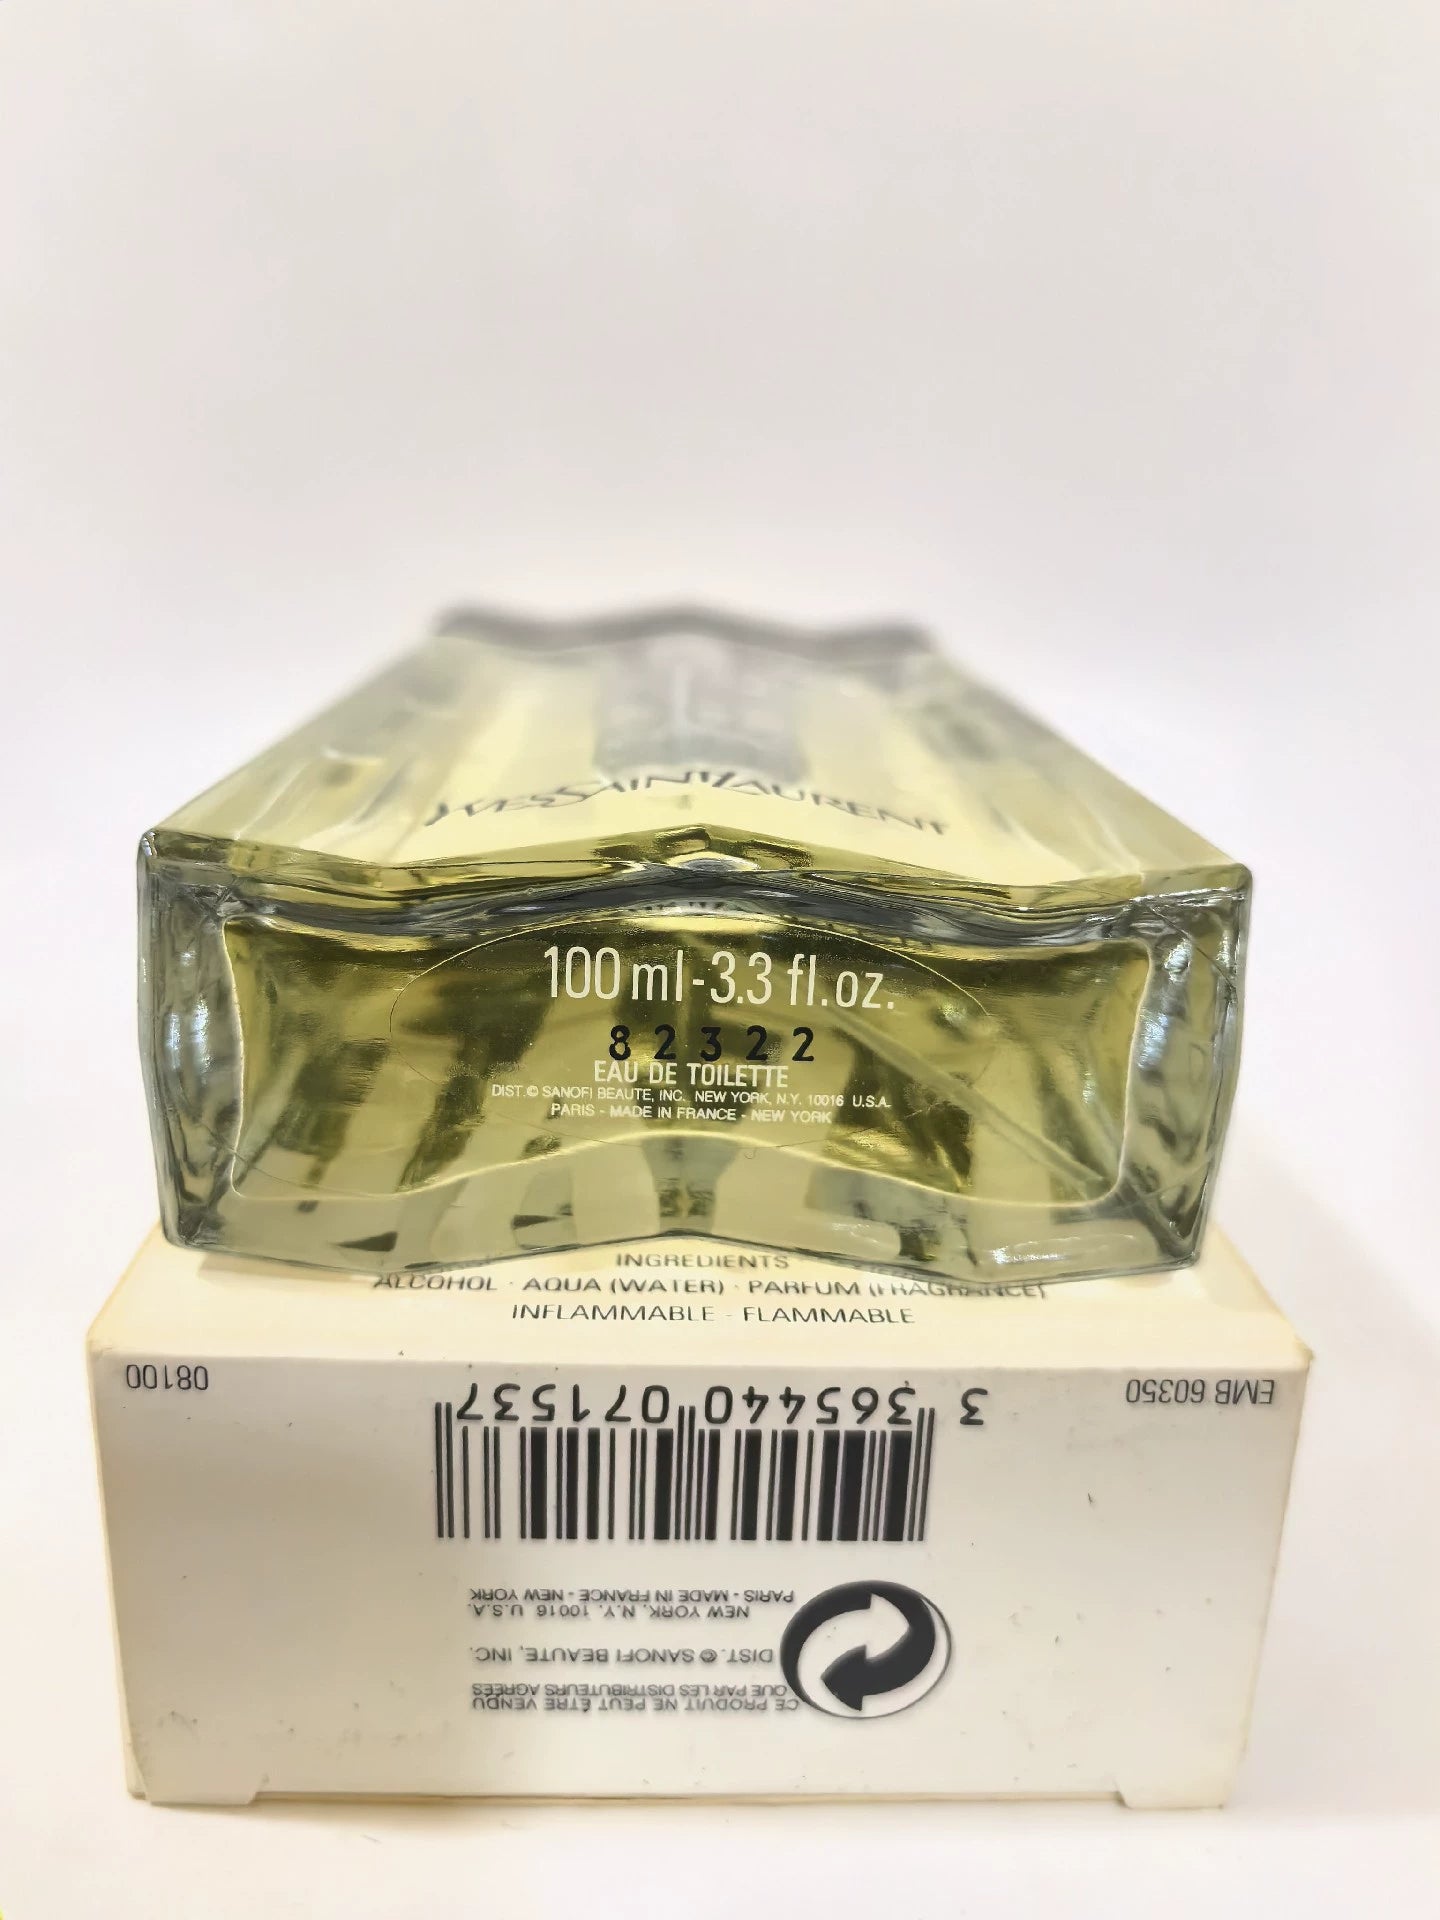 YVESSAINTLAURENT
100 ml - 3.3 fl.oz.
82322
EAU DE TOILETTE
DIST.© SANOFI BEAUTE, INC. NEW YORK, N.Y. 10016 U.S.A.
PARIS - MADE IN FRANCE - NEW YORK
INGREDIENTS
ALCOHOL · AQUA (WATER) · PARFUM (FRAGRANCE)
INFLAMMABLE - FLAMMABLE
EMB 60350
08100
3 365440 071537
CE PRODUIT NE PEUT ÊTRE VENDU
QUE PAR LES DISTRIBUTEURS AGRÉÉS
DIST. © SANOFI BEAUTE, INC.
NEW YORK, N.Y. 10016 U.S.A.
PARIS - MADE IN FRANCE - NEW YORK